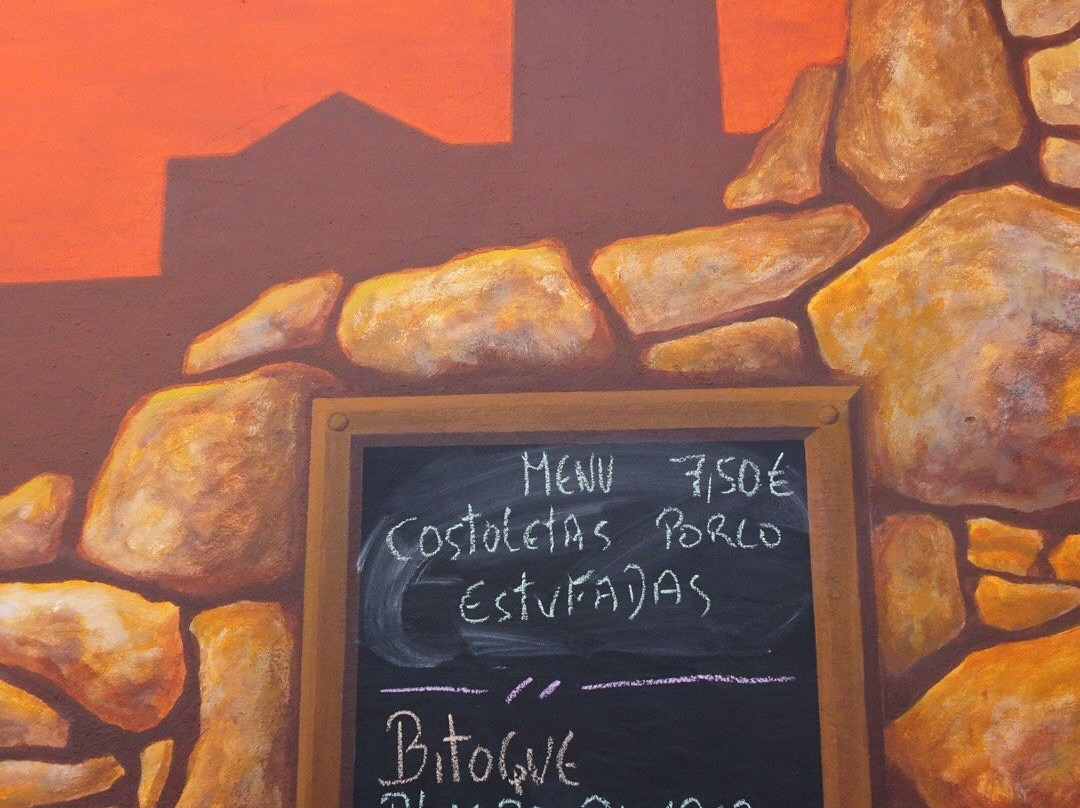 MENU 7,50€
COSTOLETAS PORCO
ESTUFADAS
BITOQUE